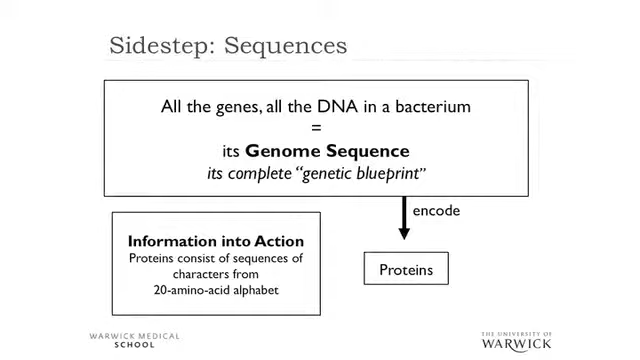 Sidestep: Sequences
All the genes, all the DNA in a bacterium
=
its Genome Sequence
its complete “genetic blueprint”
encode
Information into Action
Proteins consist of sequences of
characters from
20-amino-acid alphabet
Proteins
WARWICK MEDICAL
SCHOOL
THE UNIVERSITY OF
WARWICK